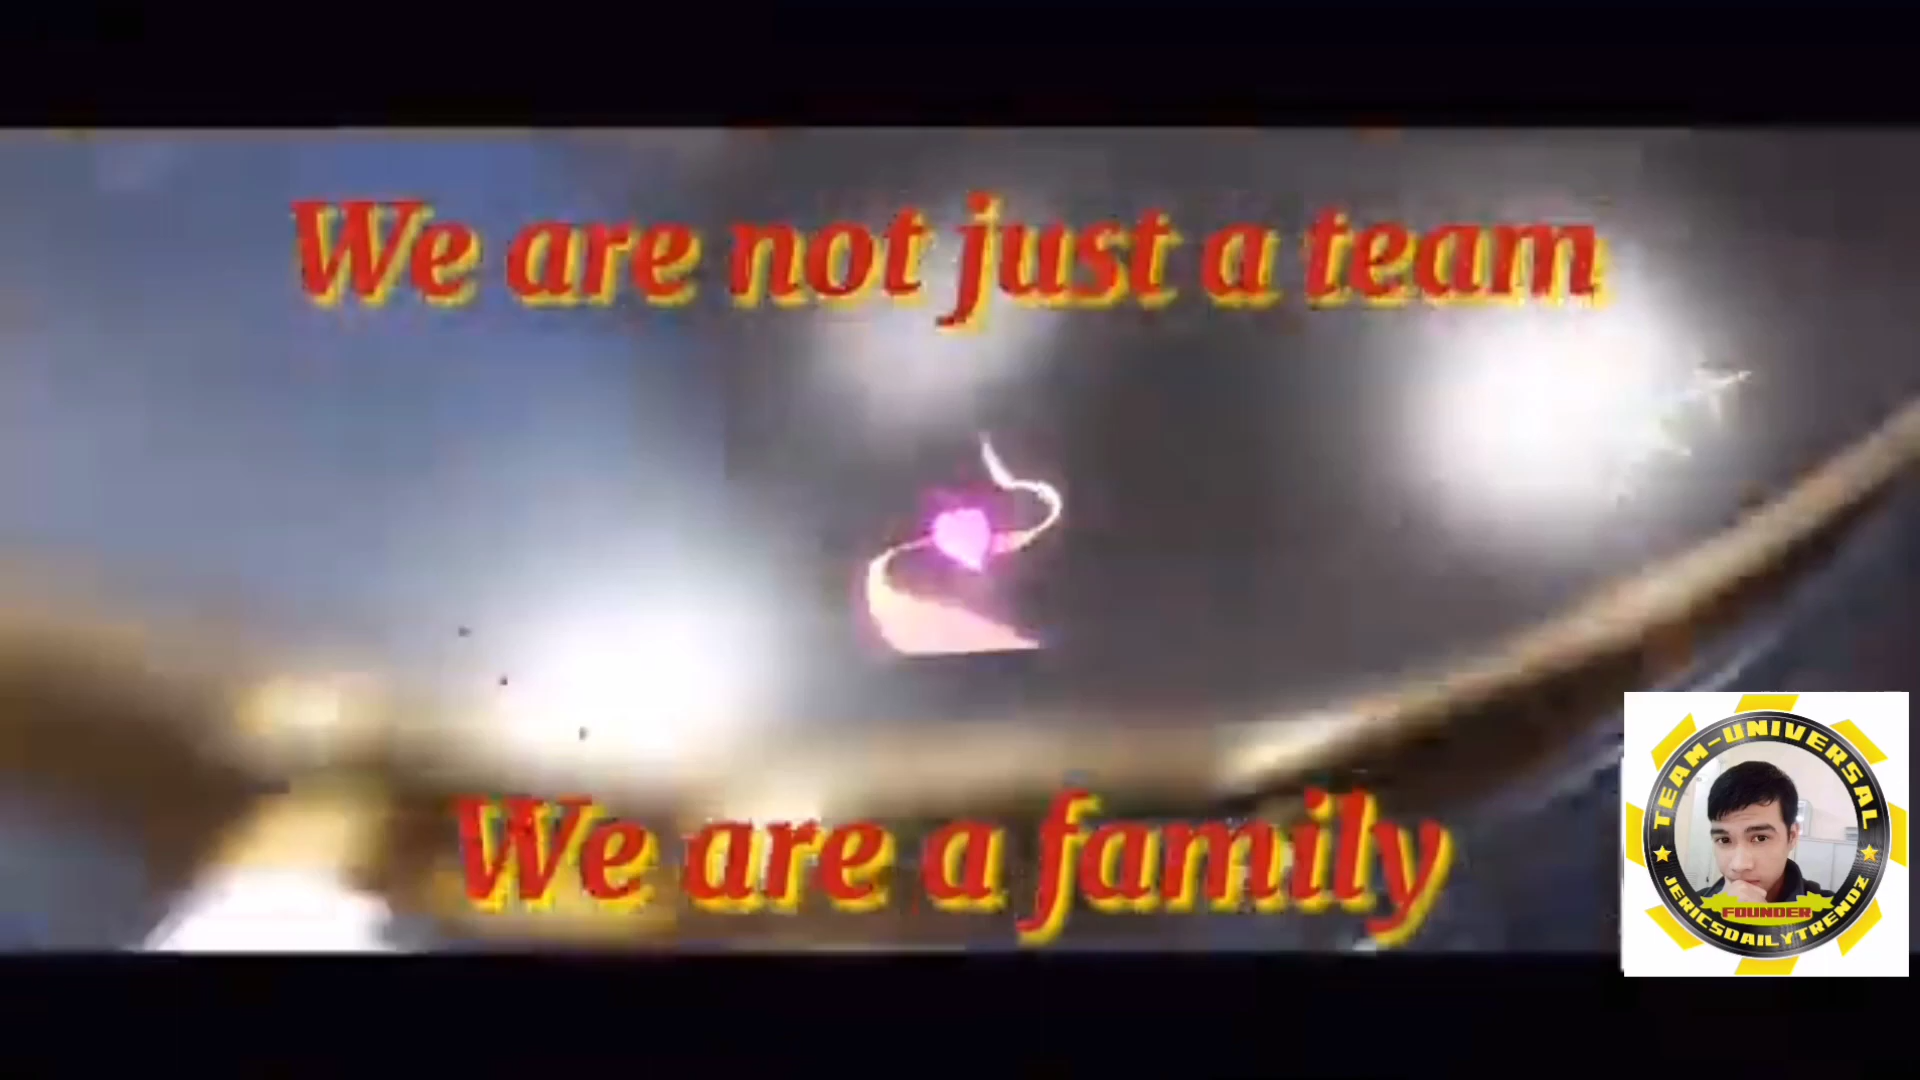 We are not just a team
We are a family
TEAM-UNIVERSAL
FOUNDER
JERICSDAILYTRENDZ